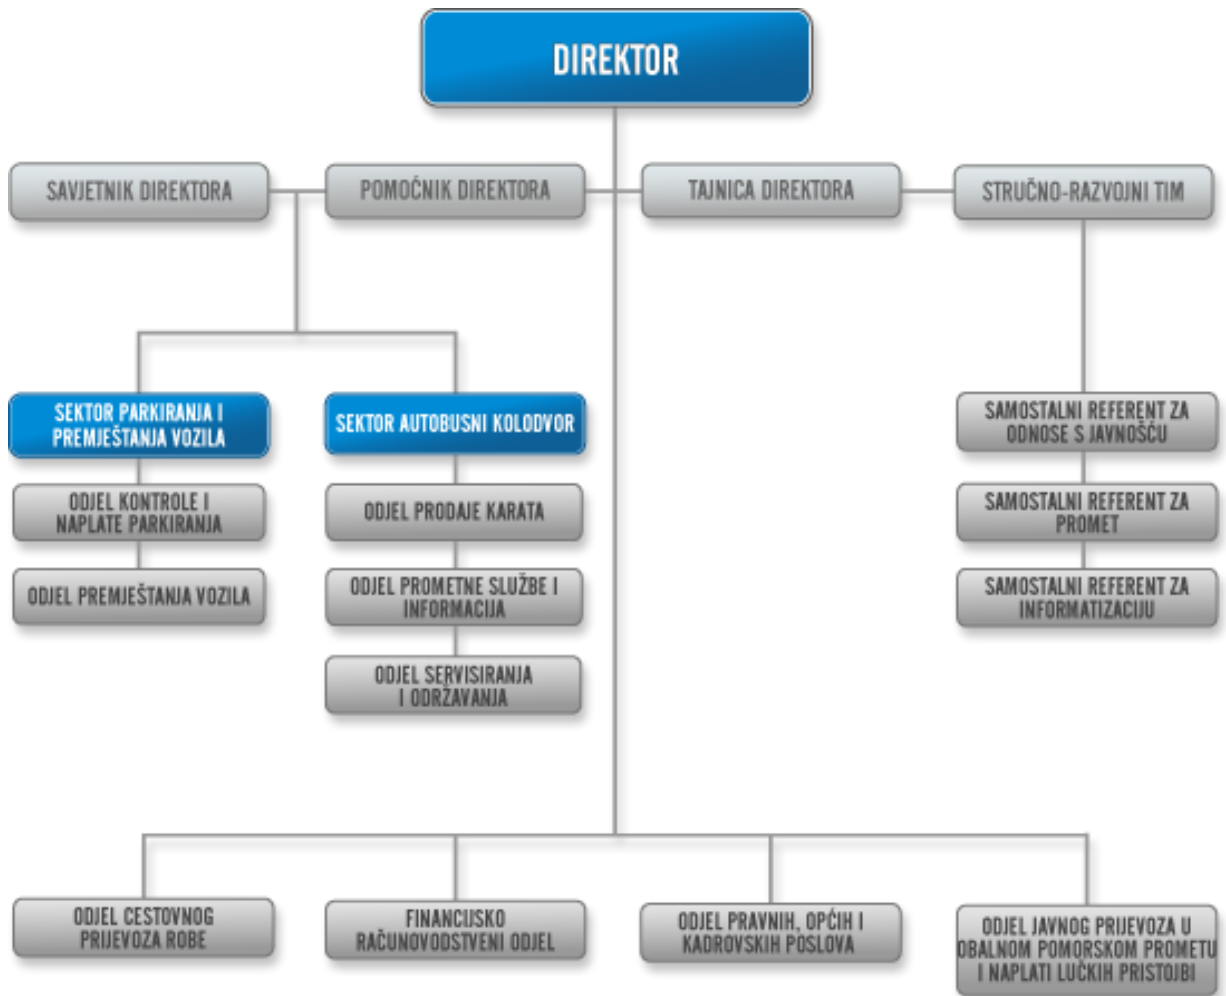 DIREKTOR
SAVJETNIK DIREKTORA
POMOĆNIK DIREKTORA
TAJNICA DIREKTORA
STRUČNO-RAZVOJNI TIM
SEKTOR PARKIRANJA I
PREMJEŠTANJA VOZILA
ODJEL KONTROLE I
NAPLATE PARKIRANJA
ODJEL PREMJEŠTANJA VOZILA
SEKTOR AUTOBUSNI KOLODVOR
ODJEL PRODAJE KARATA
ODJEL PROMETNE SLUŽBE I
INFORMACIJA
ODJEL SERVISIRANJA
I ODRŽAVANJA
SAMOSTALNI REFERENT ZA
ODNOSE S JAVNOŠĆU
SAMOSTALNI REFERENT ZA
PROMET
SAMOSTALNI REFERENT ZA
INFORMATIZACIJU
ODJEL CESTOVNOG
PRIJEVOZA ROBE
FINANCIJSKO
RAČUNOVODSTVENI ODJEL
ODJEL PRAVNIH, OPĆIH I
KADROVSKIH POSLOVA
ODJEL JAVNOG PRIJEVOZA U
OBALNOM POMORSKOM PROMETU
I NAPLATI LUČKIH PRISTOJBI